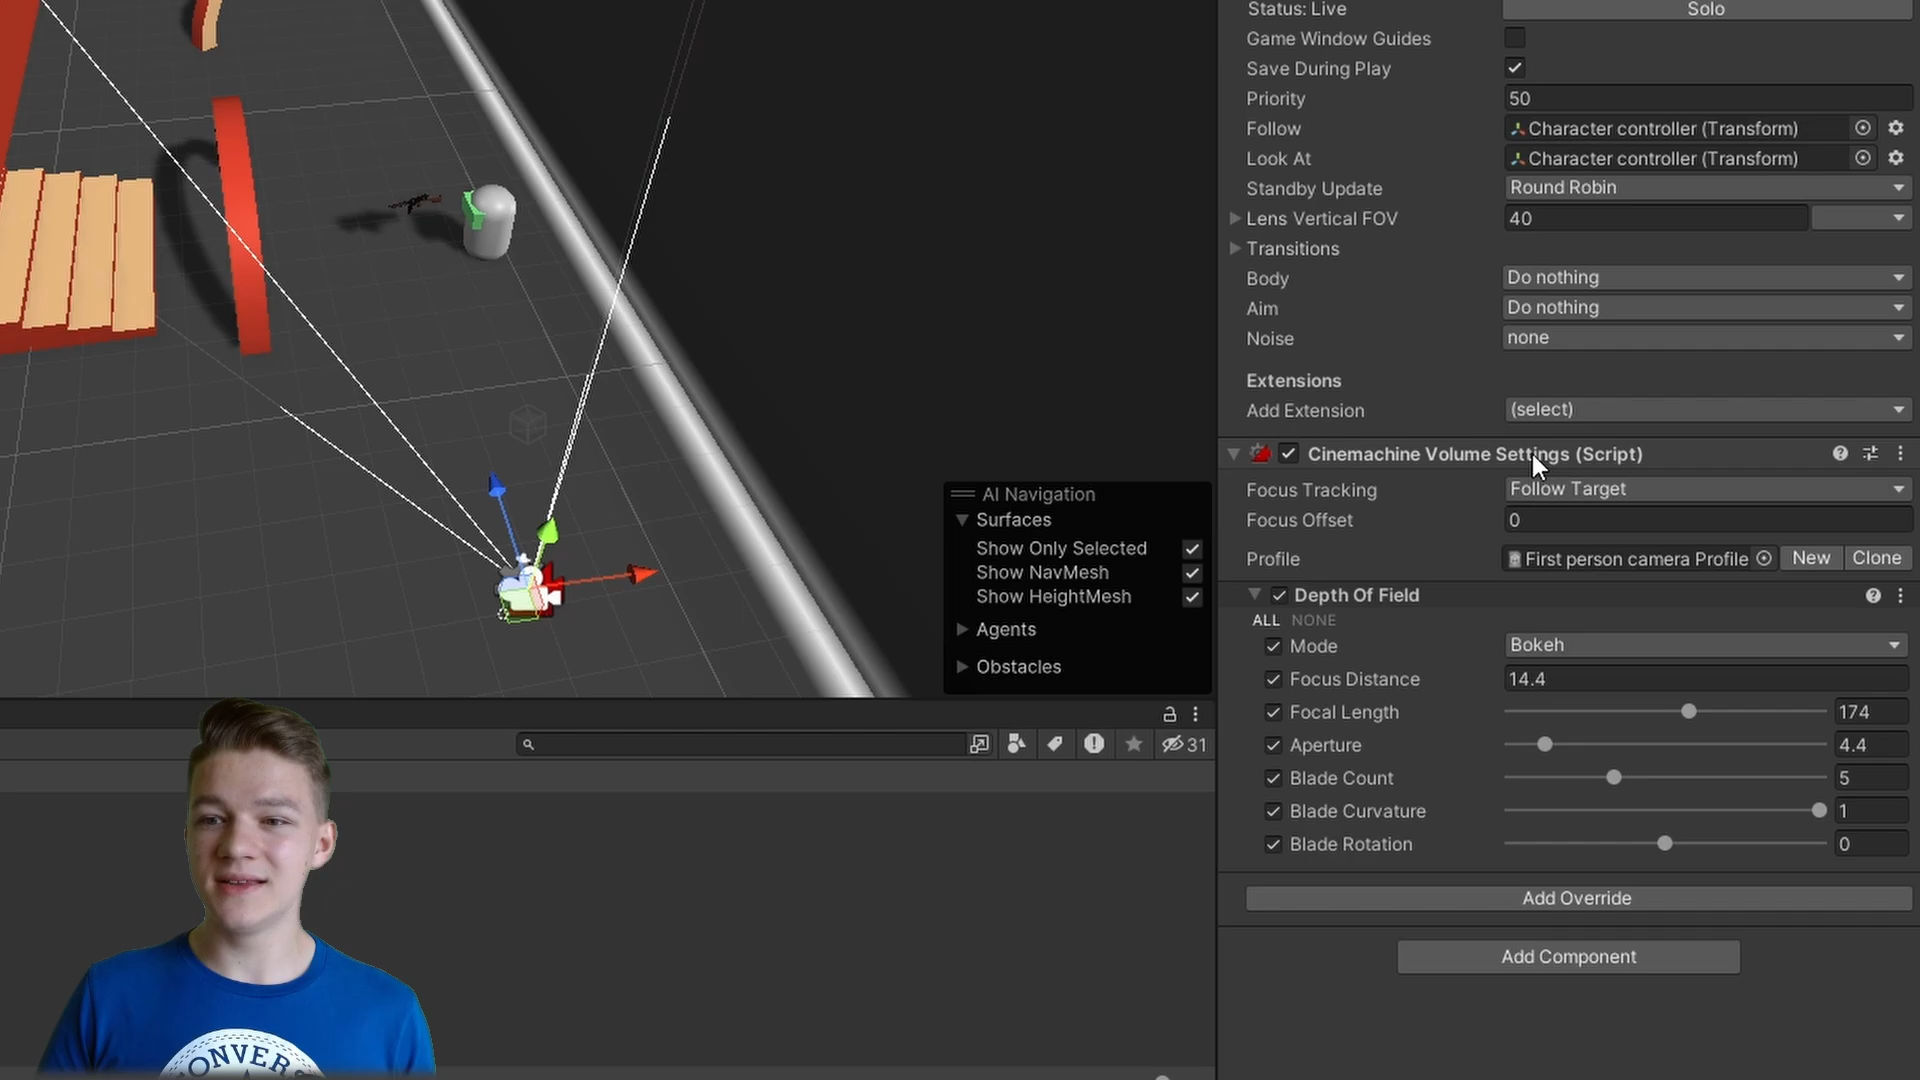 Status: Live Solo
Game Window Guides
Save During Play
Priority 50
Follow Character controller (Transform)
Look At Character controller (Transform)
Standby Update Round Robin
Lens Vertical FOV 40
Transitions
Body Do nothing
Aim Do nothing
Noise none
Extensions
Add Extension (select)
Cinemachine Volume Settings (Script)
Focus Tracking Follow Target
Focus Offset 0
Profile First person camera Profile New Clone
Depth Of Field
ALL NONE
Mode Bokeh
Focus Distance 14.4
Focal Length 174
Aperture 4.4
Blade Count 5
Blade Curvature 1
Blade Rotation 0
Add Override
Add Component
AI Navigation
Surfaces
Show Only Selected
Show NavMesh
Show HeightMesh
Agents
Obstacles
31
CONVERS